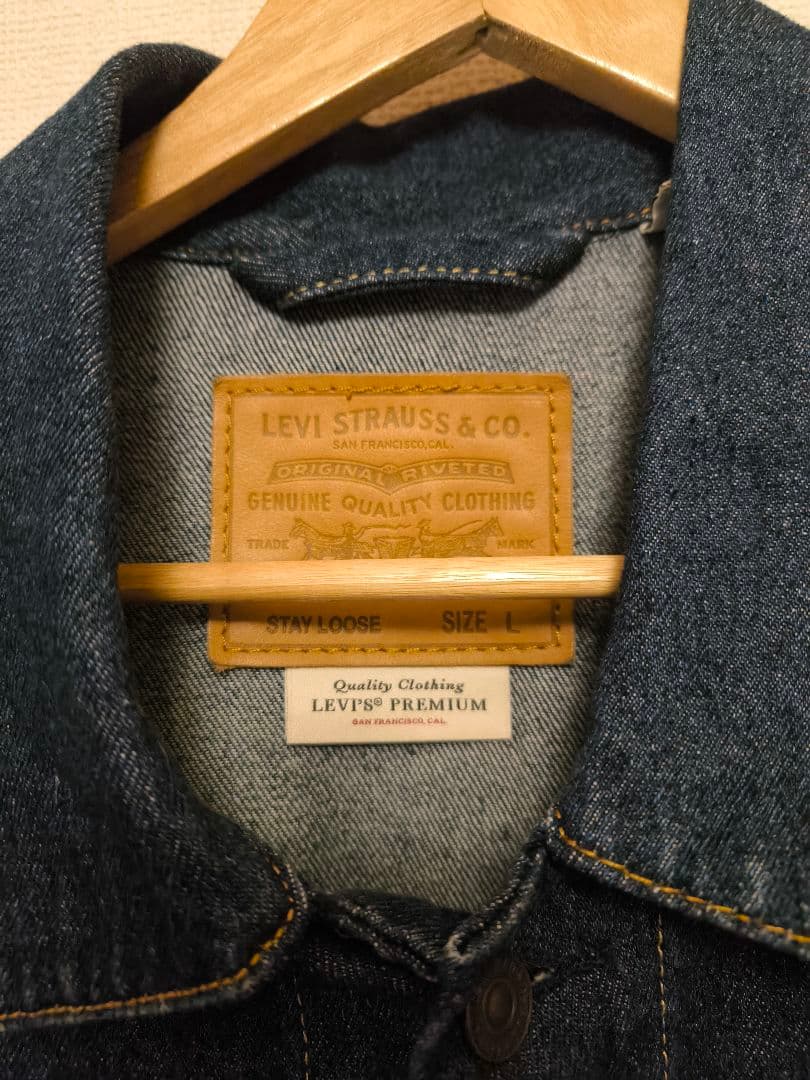 LEVI STRAUSS & CO.
SAN FRANCISCO, CAL.
ORIGINAL RIVETED
GENUINE QUALITY CLOTHING
TRADE MARK
STAY LOOSE SIZE L
Quality Clothing
LEVI'S® PREMIUM
SAN FRANCISCO, CAL.